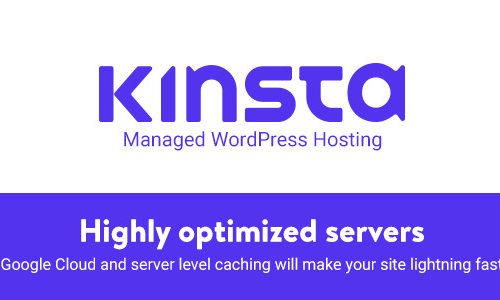 Kinsta
Managed WordPress Hosting
Highly optimized servers
Google Cloud and server level caching will make your site lightning fast